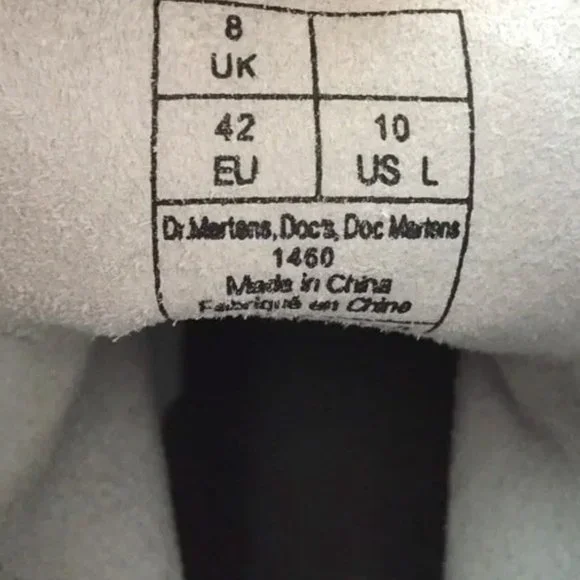 8
UK
42
EU
10
US L
Dr.Martens, Doc's, Doc Martens
1460
Made in China
Fabriqué en Chine